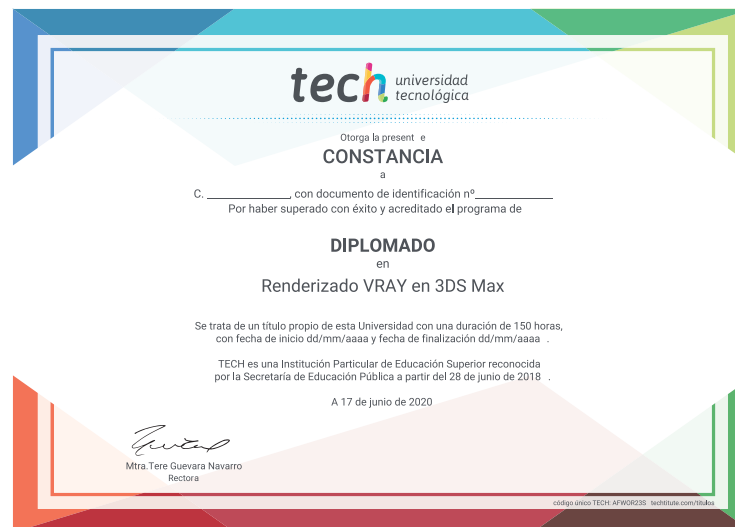 tech universidad
tecnológica
Otorga la present e
CONSTANCIA
a
C. ______________, con documento de identificación nº_____________
Por haber superado con éxito y acreditado el programa de
DIPLOMADO
en
Renderizado VRAY en 3DS Max
Se trata de un título propio de esta Universidad con una duración de 150 horas,
con fecha de inicio dd/mm/aaaa y fecha de finalización dd/mm/aaaa .
TECH es una Institución Particular de Educación Superior reconocida
por la Secretaría de Educación Pública a partir del 28 de junio de 2018 .
A 17 de junio de 2020
Mtra.Tere Guevara Navarro
Rectora
código único TECH: AFWOR23S techtitute.com/titulos